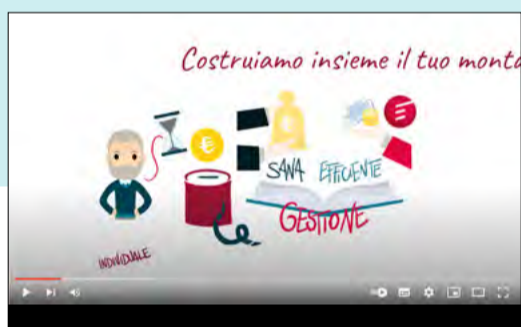 Costruiamo insieme il tuo monta
SANA EFFICIENTE
GESTIONE
INDIVIDUALE